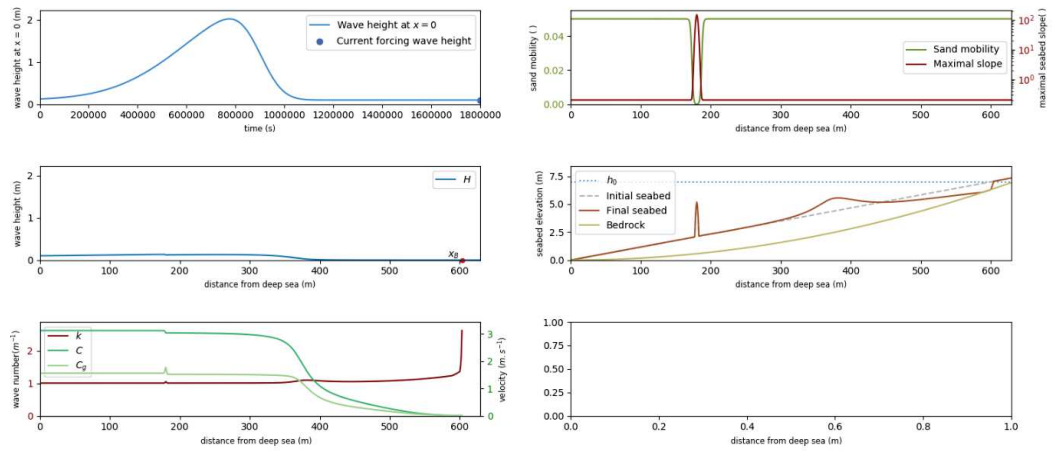 wave height at x = 0 (m)
2
1
0
Wave height at x = 0
Current forcing wave height
0 200000 400000 600000 800000 1000000 1200000 1400000 1600000 1800000
time (s)
sand mobility ( )
0.04
0.02
0.00
Sand mobility
Maximal slope
10²
10¹
10⁰
maximal seabed slope( )
0 100 200 300 400 500 600
distance from deep sea (m)
wave height (m)
2
1
0
H
x_B
0 100 200 300 400 500 600
distance from deep sea (m)
seabed elevation (m)
7.5
5.0
2.5
0.0
h₀
Initial seabed
Final seabed
Bedrock
0 100 200 300 400 500 600
distance from deep sea (m)
wave number(m⁻¹)
2
1
0
k
C
C_g
3
2
1
0
velocity (m.s⁻¹)
0 100 200 300 400 500 600
distance from deep sea (m)
1.00
0.75
0.50
0.25
0.00
0.0 0.2 0.4 0.6 0.8 1.0
distance from deep sea (m)